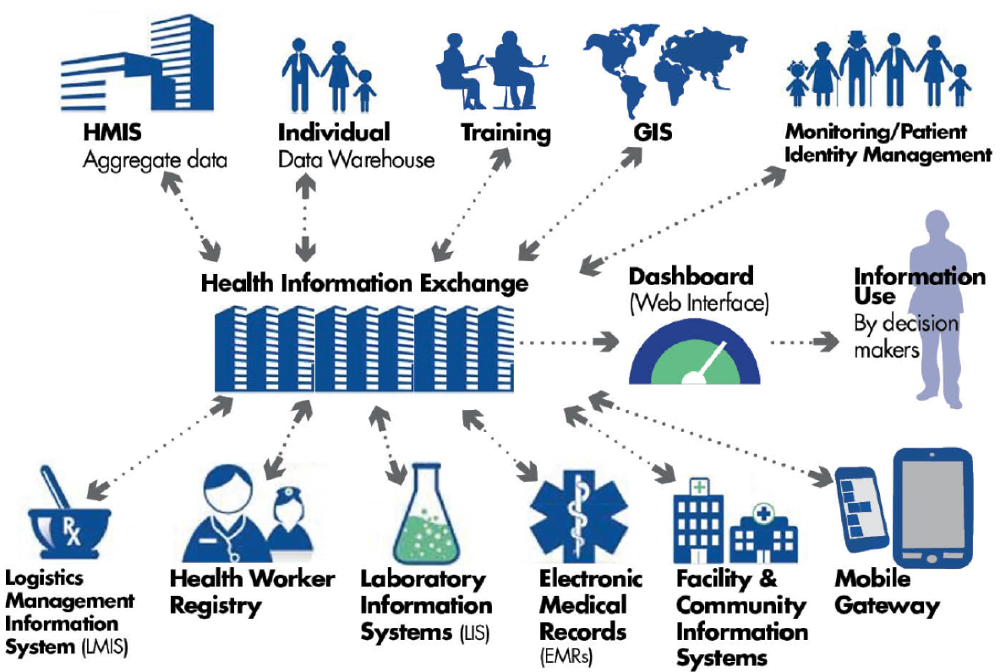 HMIS
Aggregate data
Individual
Data Warehouse
Training
GIS
Monitoring/Patient
Identity Management
Health Information Exchange
Dashboard
(Web Interface)
Information
Use
By decision
makers
RX
Logistics
Management
Information
System (LMIS)
Health Worker
Registry
Laboratory
Information
Systems (LIS)
Electronic
Medical
Records
(EMRs)
Facility &
Community
Information
Systems
Mobile
Gateway